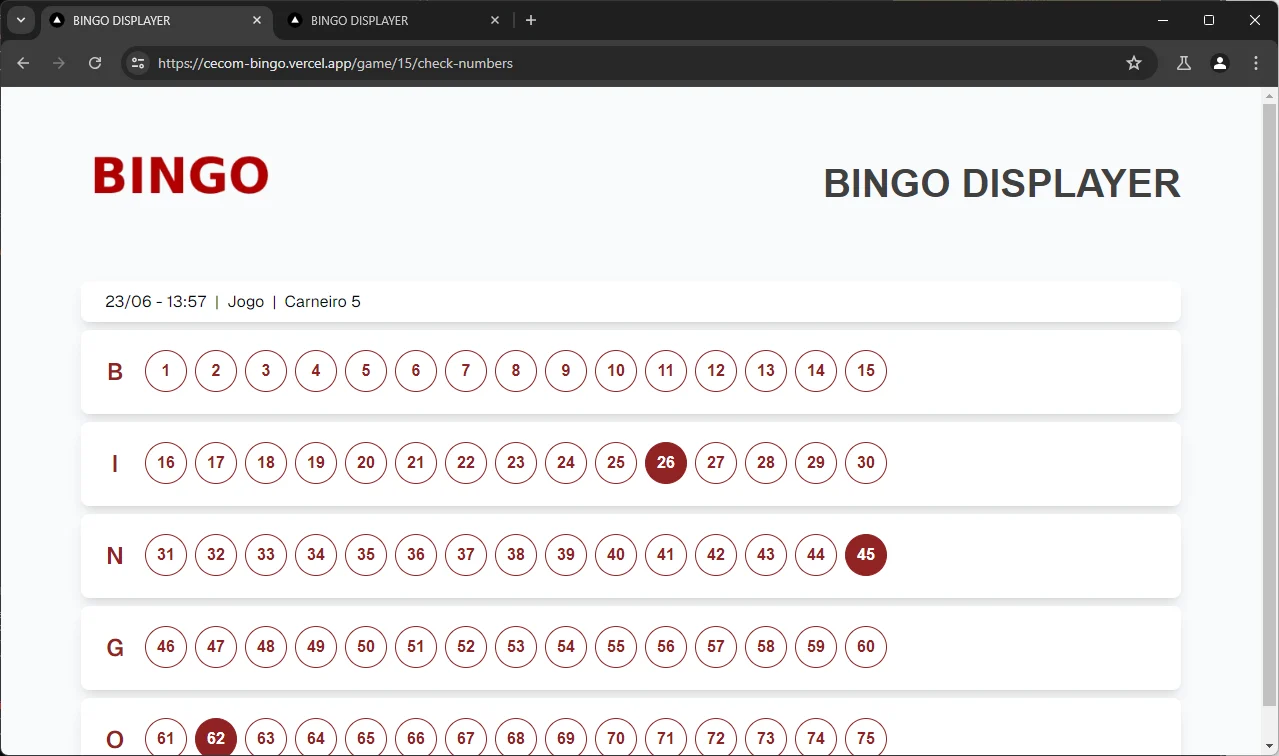 BINGO DISPLAYER BINGO DISPLAYER
https://cecom-bingo.vercel.app/game/15/check-numbers
BINGO
BINGO DISPLAYER
23/06 - 13:57 | Jogo | Carneiro 5
B 1 2 3 4 5 6 7 8 9 10 11 12 13 14 15
I 16 17 18 19 20 21 22 23 24 25 26 27 28 29 30
N 31 32 33 34 35 36 37 38 39 40 41 42 43 44 45
G 46 47 48 49 50 51 52 53 54 55 56 57 58 59 60
O 61 62 63 64 65 66 67 68 69 70 71 72 73 74 75